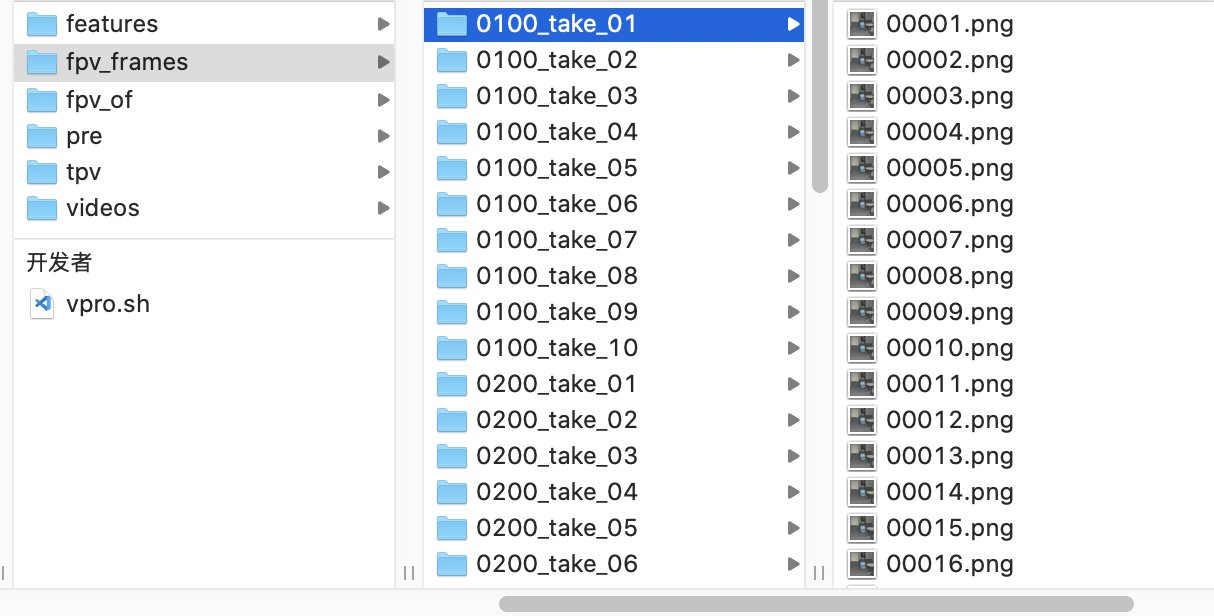 features
fpv_frames
fpv_of
pre
tpv
videos
开发者
vpro.sh
0100_take_01
0100_take_02
0100_take_03
0100_take_04
0100_take_05
0100_take_06
0100_take_07
0100_take_08
0100_take_09
0100_take_10
0200_take_01
0200_take_02
0200_take_03
0200_take_04
0200_take_05
0200_take_06
00001.png
00002.png
00003.png
00004.png
00005.png
00006.png
00007.png
00008.png
00009.png
00010.png
00011.png
00012.png
00013.png
00014.png
00015.png
00016.png